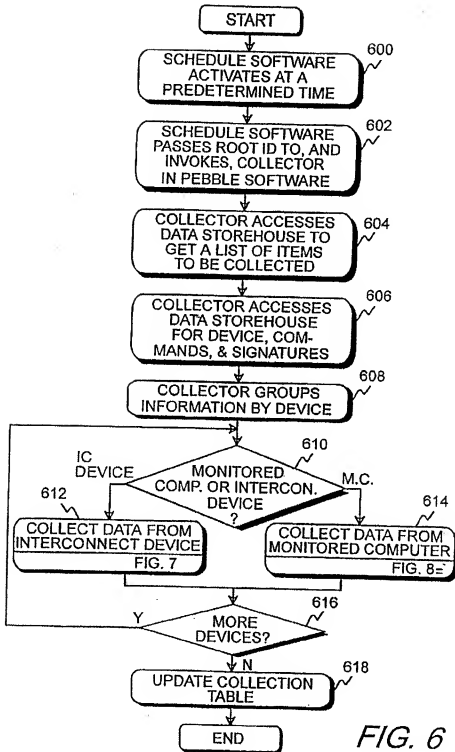 START
600
SCHEDULE SOFTWARE
ACTIVATES AT A
PREDETERMINED TIME
602
SCHEDULE SOFTWARE
PASSES ROOT ID TO, AND
INVOKES, COLLECTOR
IN PEBBLE SOFTWARE
604
COLLECTOR ACCESSES
DATA STOREHOUSE TO
GET A LIST OF ITEMS
TO BE COLLECTED
606
COLLECTOR ACCESSES
DATA STOREHOUSE
FOR DEVICE, COM-
MANDS, & SIGNATURES
608
COLLECTOR GROUPS
INFORMATION BY DEVICE
610
IC
DEVICE
MONITORED
COMP. OR INTERCON.
DEVICE
?
M.C.
612
COLLECT DATA FROM
INTERCONNECT DEVICE
FIG. 7
614
COLLECT DATA FROM
MONITORED COMPUTER
FIG. 8=
616
Y
MORE
DEVICES?
N
618
UPDATE COLLECTION
TABLE
END
FIG. 6